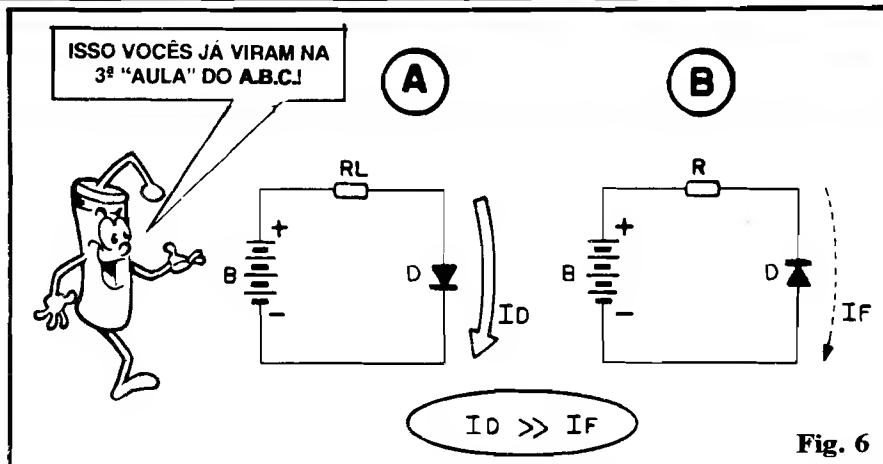 ISSO VOCÊS JÁ VIRAM NA
3ª "AULA" DO A.B.C.!
A
B
RL
+
B
-
D
ID
R
+
B
-
D
IF
ID >> IF
Fig. 6